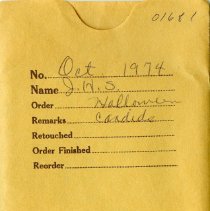 01681
No. Oct 1974
Name J.H.S.
Order Halloween
Remarks Candids
Retouched
Order Finished
Reorder